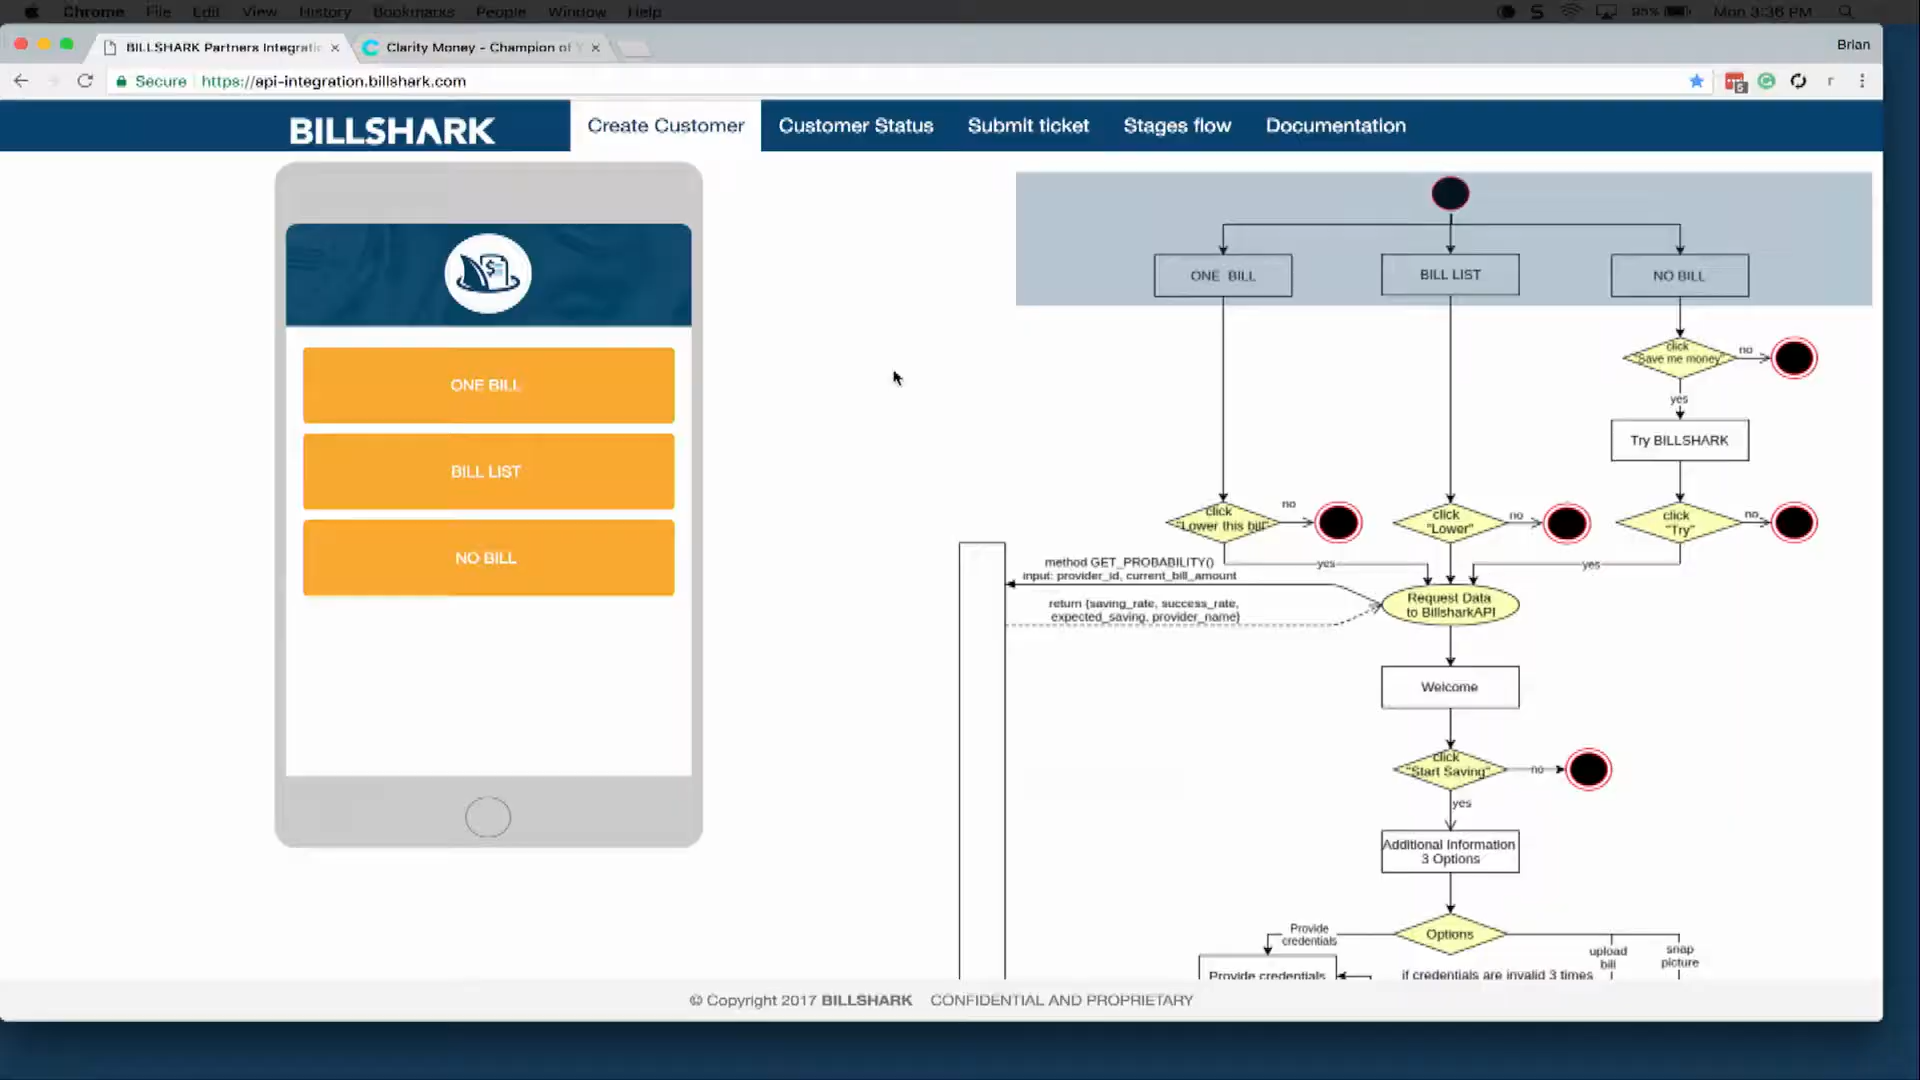 Chrome File Edit View History Bookmarks People Window Help 95% Mon 3:36 PM
BILLSHARK Partners Integratio Clarity Money - Champion of Y Brian
Secure https://api-integration.billshark.com
BILLSHARK Create Customer Customer Status Submit ticket Stages flow Documentation
ONE BILL
BILL LIST
NO BILL
ONE BILL BILL LIST NO BILL
click
"Save me money"
no
yes
Try BILLSHARK
click
"Lower this bill"
no
click
"Lower"
no
click
"Try"
no
yes
yes
method GET_PROBABILITY()
input: provider_id, current_bill_amount
return {saving_rate, success_rate,
expected_saving, provider_name}
Request Data
to BillsharkAPI
Welcome
click
"Start Saving"
no
yes
Additional Information
3 Options
Options
Provide
credentials
upload
bill
snap
picture
Provide credentials
if credentials are invalid 3 times
© Copyright 2017 BILLSHARK CONFIDENTIAL AND PROPRIETARY